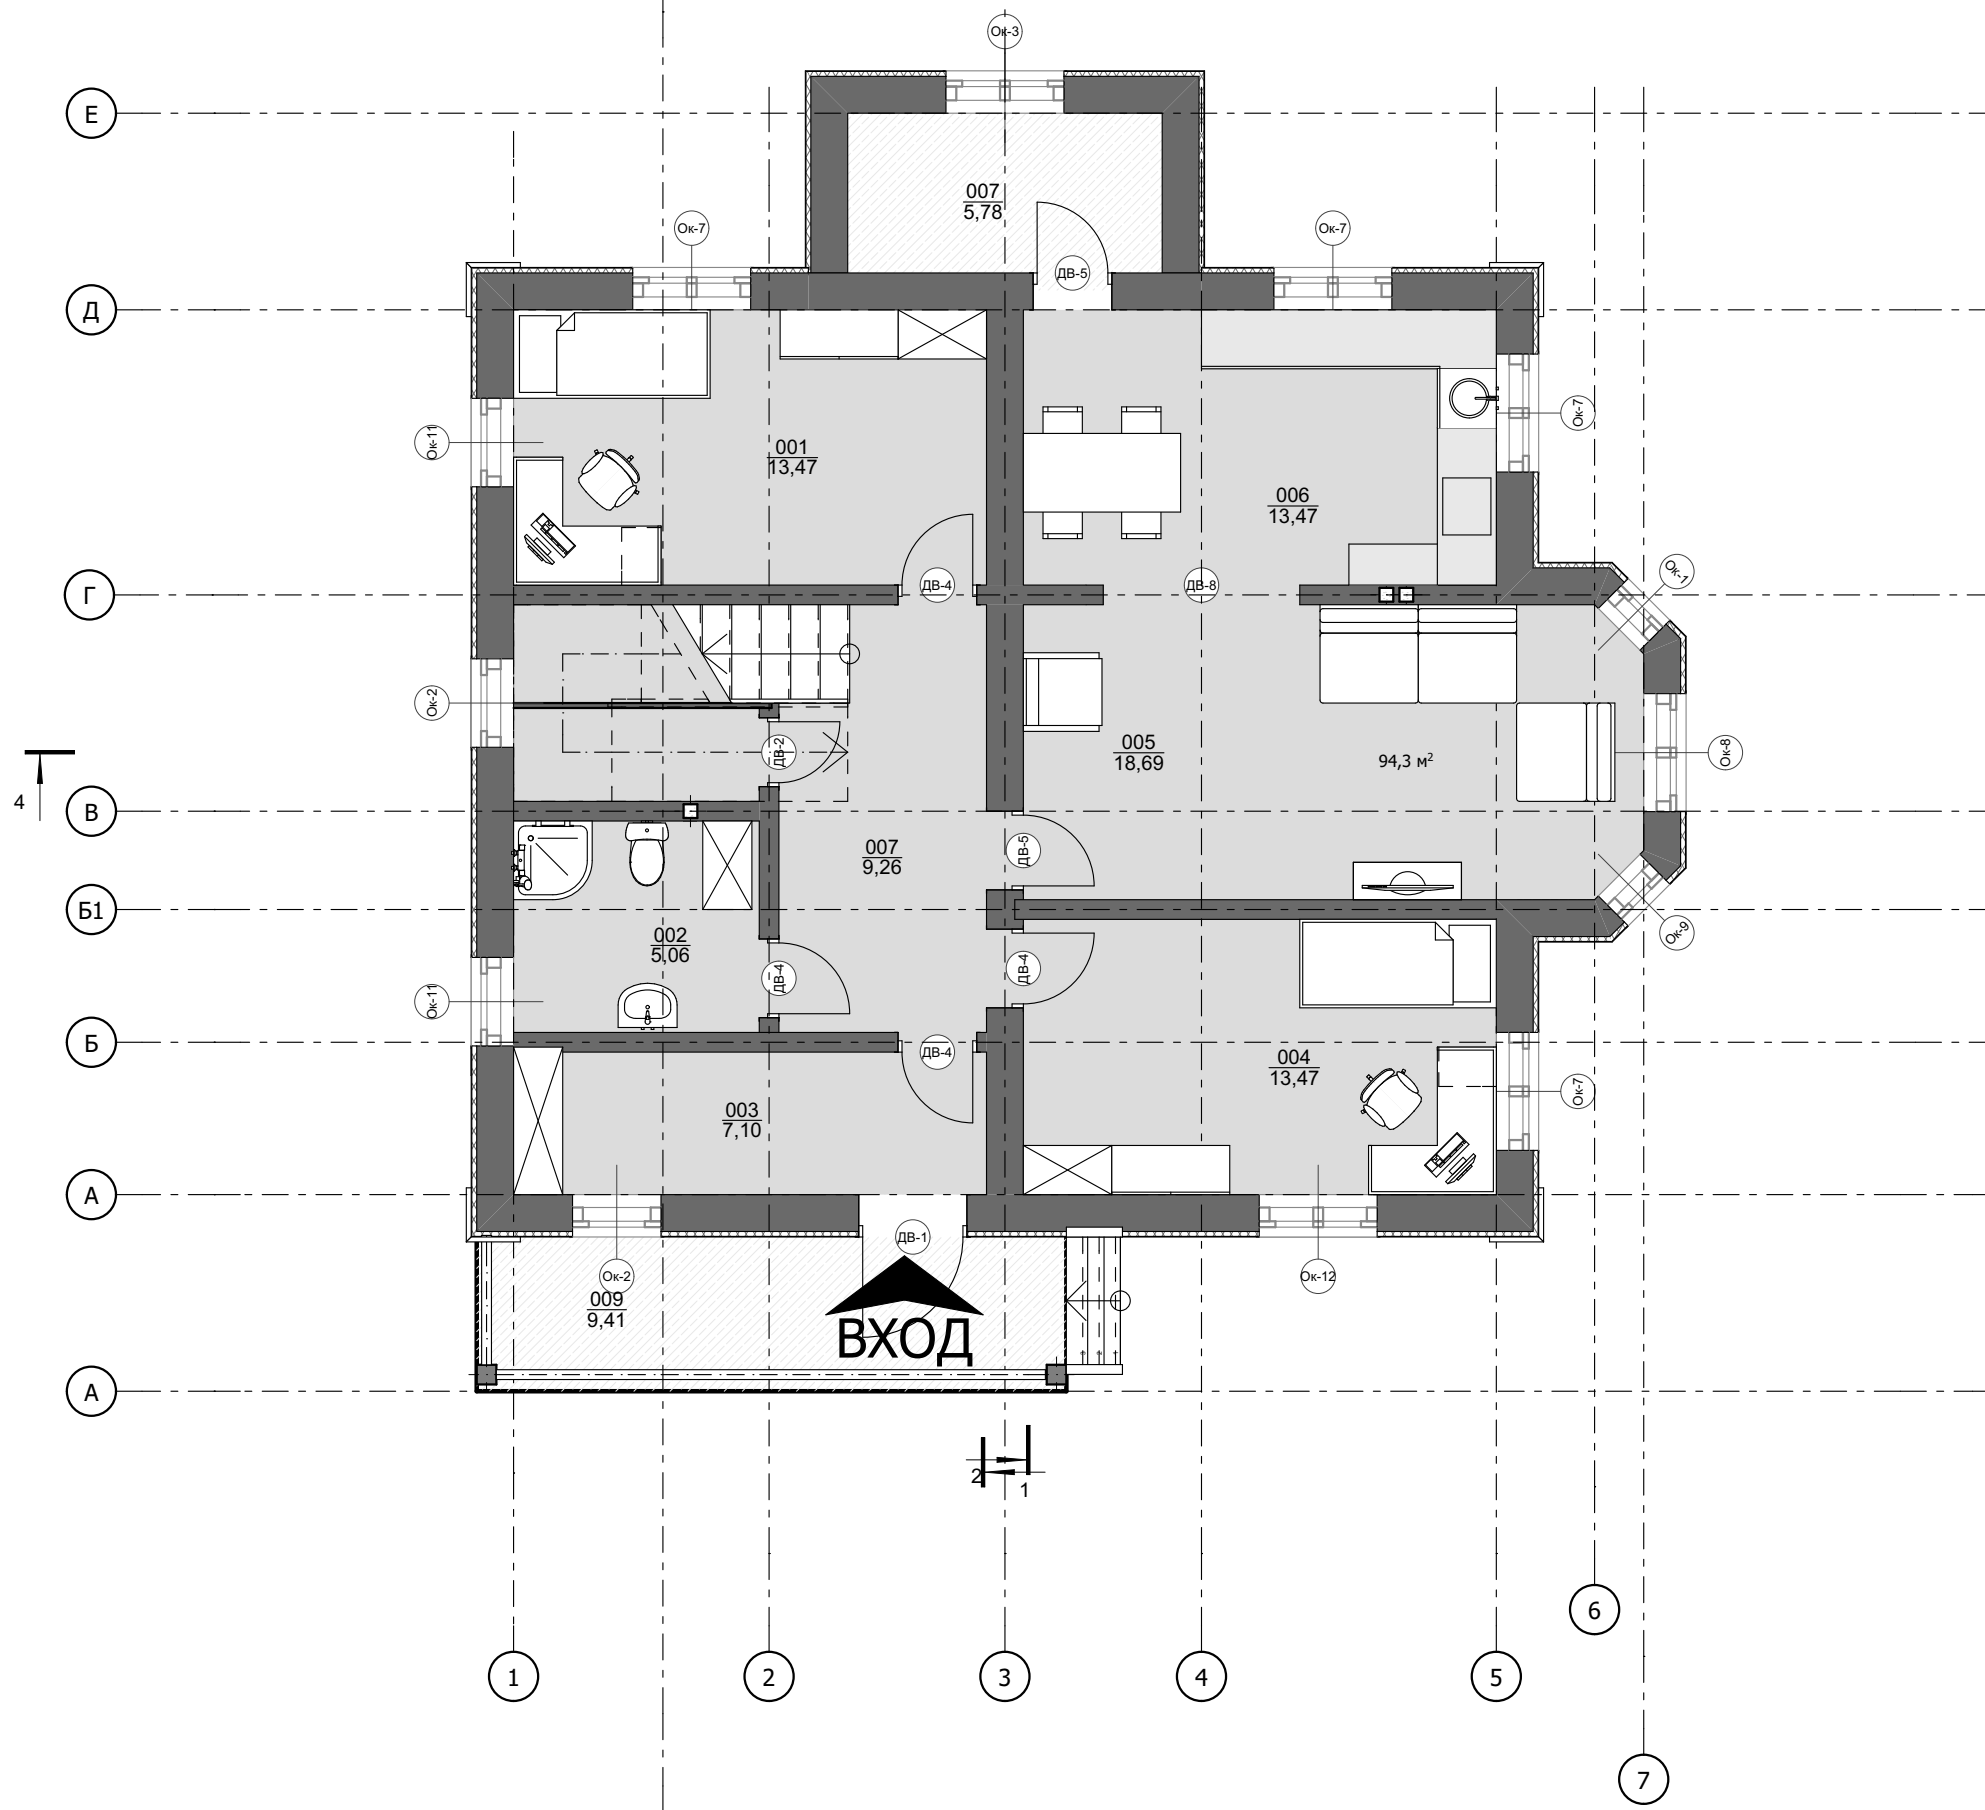 Ок-3
Е
007
5,78
Ок-7
Ок-7
ДВ-5
Д
Ок-11
001
13,47
Ок-7
006
13,47
Ок-1
ДВ-4
ДВ-8
Г
Ок-2
005
18,69
94,3 м²
Ок-8
ДВ-2
4
В
007
9,26
ДВ-5
Б1
002
5,06
Ок-9
ДВ-4
ДВ-4
Ок-11
Б
ДВ-4
004
13,47
Ок-7
003
7,10
А
ДВ-1
Ок-2
Ок-12
009
9,41
ВХОД
А
2
1
6
1
2
3
4
5
7